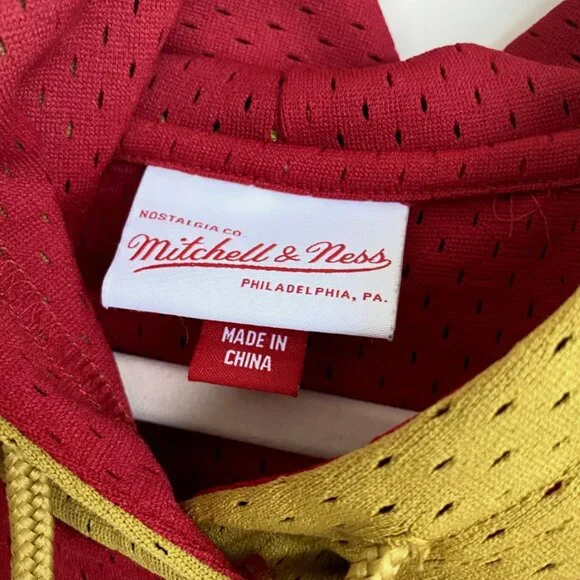 NOSTALGIA CO.
Mitchell & Ness
PHILADELPHIA, PA.
MADE IN
CHINA